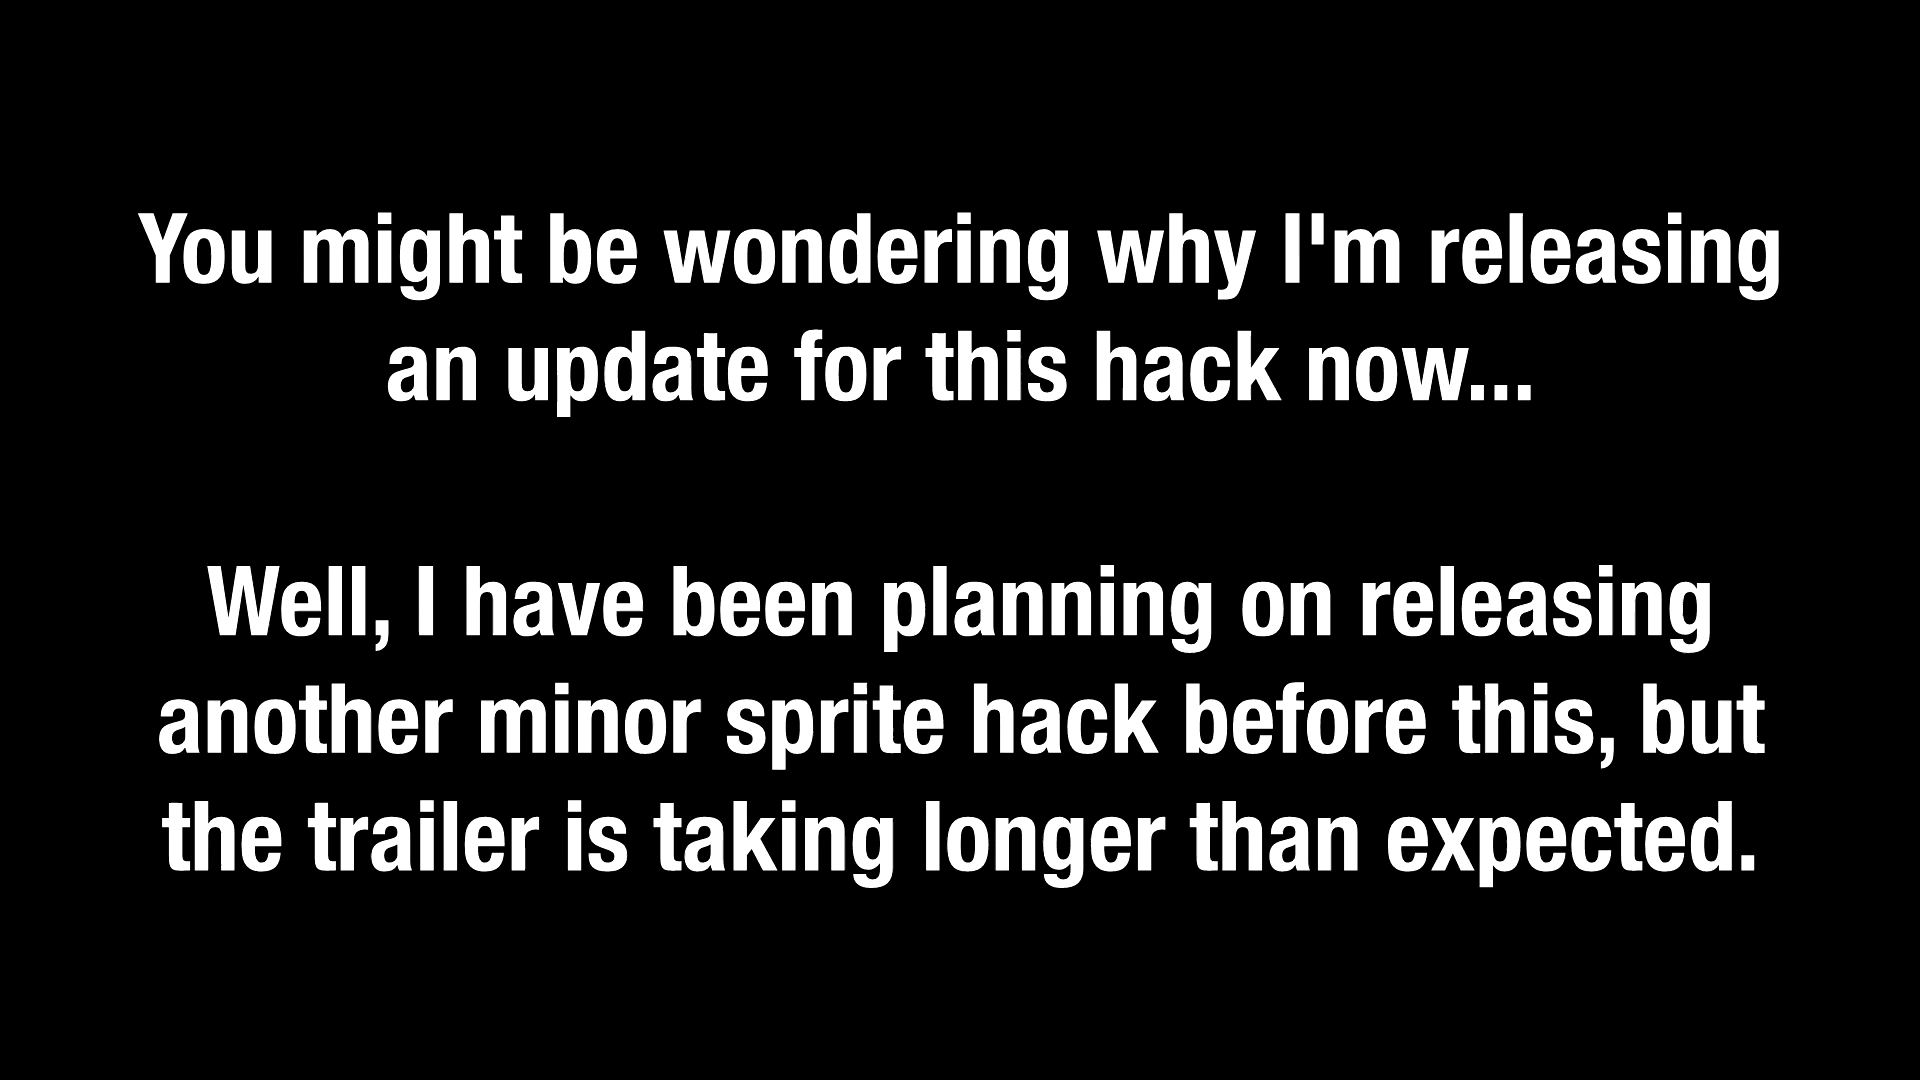 You might be wondering why I'm releasing
an update for this hack now...
Well, I have been planning on releasing
another minor sprite hack before this, but
the trailer is taking longer than expected.